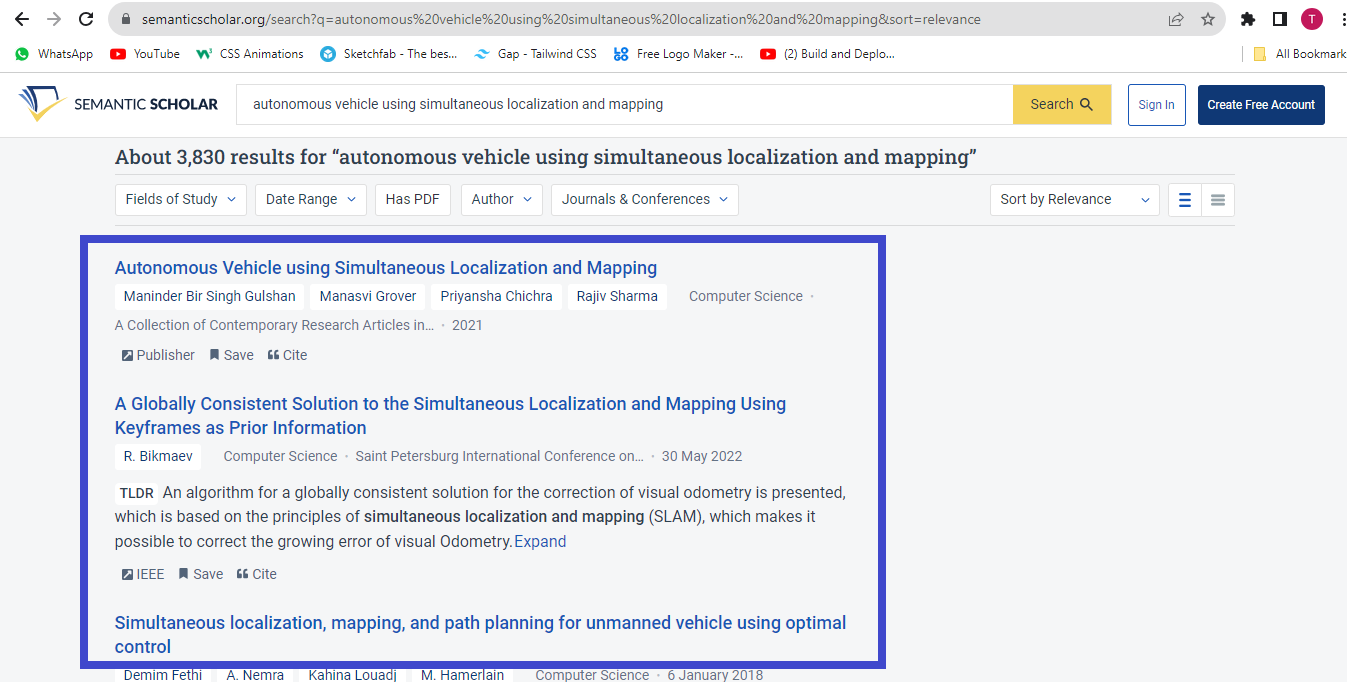 semanticscholar.org/search?q=autonomous%20vehicle%20using%20simultaneous%20localization%20and%20mapping&sort=relevance
T
WhatsApp YouTube CSS Animations Sketchfab - The bes... Gap - Tailwind CSS Free Logo Maker -... (2) Build and Deplo... All Bookmark
SEMANTIC SCHOLAR autonomous vehicle using simultaneous localization and mapping Search Sign In Create Free Account
About 3,830 results for “autonomous vehicle using simultaneous localization and mapping”
Fields of Study Date Range Has PDF Author Journals & Conferences Sort by Relevance
Autonomous Vehicle using Simultaneous Localization and Mapping
Maninder Bir Singh Gulshan Manasvi Grover Priyansha Chichra Rajiv Sharma Computer Science ·
A Collection of Contemporary Research Articles in… · 2021
Publisher Save Cite
A Globally Consistent Solution to the Simultaneous Localization and Mapping Using
Keyframes as Prior Information
R. Bikmaev Computer Science · Saint Petersburg International Conference on… · 30 May 2022
TLDR An algorithm for a globally consistent solution for the correction of visual odometry is presented,
which is based on the principles of simultaneous localization and mapping (SLAM), which makes it
possible to correct the growing error of visual Odometry. Expand
IEEE Save Cite
Simultaneous localization, mapping, and path planning for unmanned vehicle using optimal
control
Demim Fethi A. Nemra Kahina Louadj M. Hamerlain Computer Science · 6 January 2018